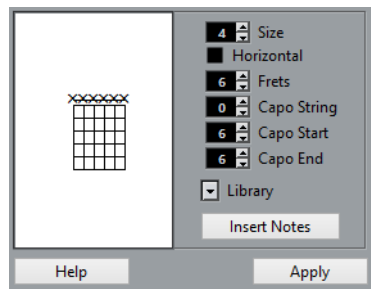 4 Size
Horizontal
6 Frets
XXXXXX
0 Capo String
6 Capo Start
6 Capo End
Library
Insert Notes
Help Apply